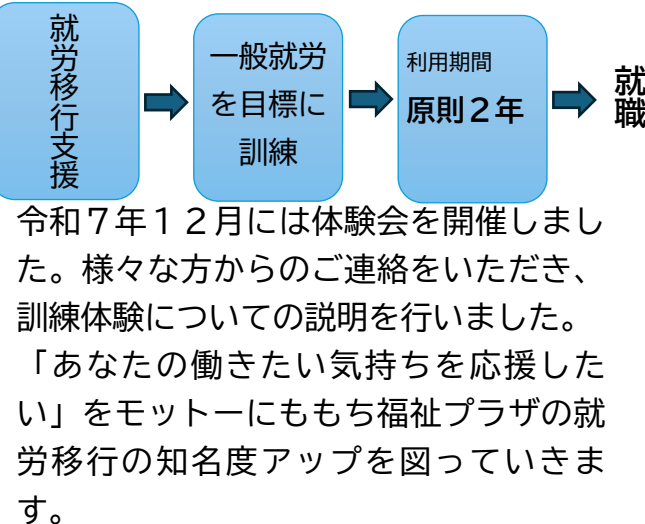 就労移行支援
一般就労
を目標に
訓練
利用期間
原則２年
就職
令和７年１２月には体験会を開催しまし
た。様々な方からのご連絡をいただき、
訓練体験についての説明を行いました。
「あなたの働きたい気持ちを応援した
い」をモットーにももち福祉プラザの就
労移行の知名度アップを図っていきま
す。